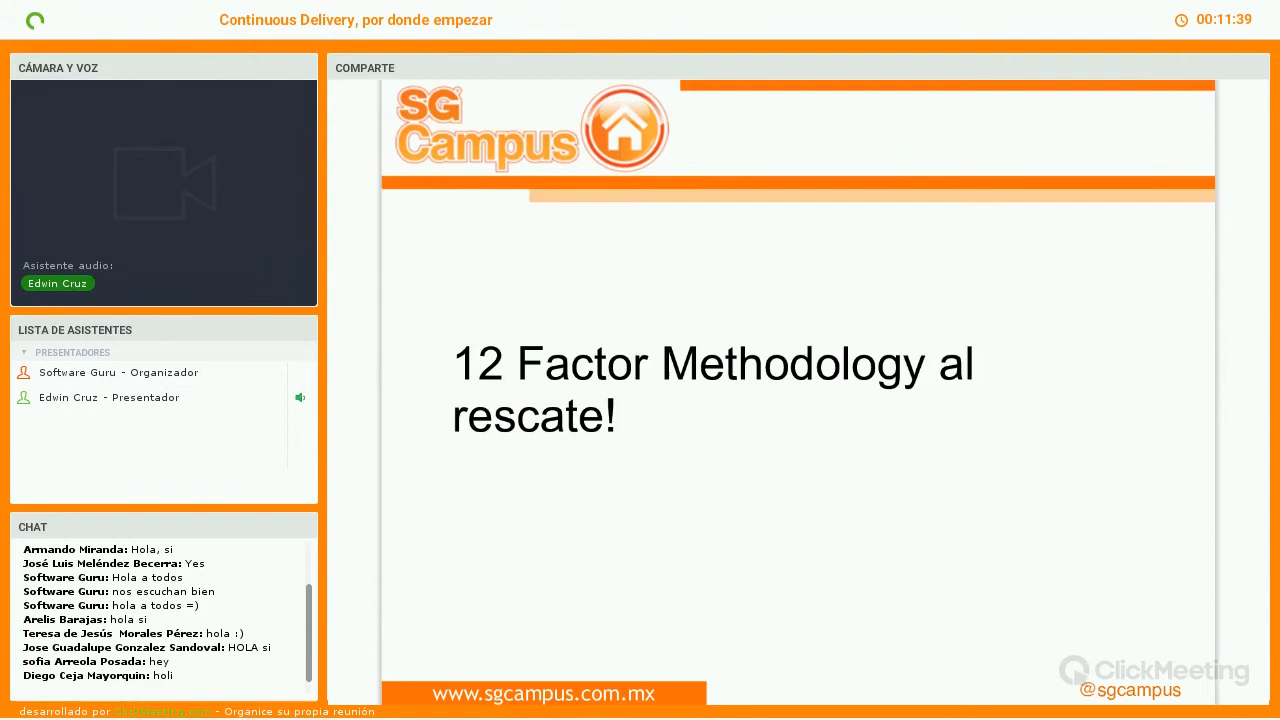 Continuous Delivery, por donde empezar
00:11:39
CÁMARA Y VOZ
Asistente audio:
Edwin Cruz
LISTA DE ASISTENTES
PRESENTADORES
Software Guru - Organizador
Edwin Cruz - Presentador
CHAT
Armando Miranda: Hola, si
José Luis Meléndez Becerra: Yes
Software Guru: Hola a todos
Software Guru: nos escuchan bien
Software Guru: hola a todos =)
Arelis Barajas: hola si
Teresa de Jesús Morales Pérez: hola :)
Jose Guadalupe Gonzalez Sandoval: HOLA si
sofia Arreola Posada: hey
Diego Ceja Mayorquin: holi
desarrollado por ClickMeeting.com - Organice su propia reunión
COMPARTE
SG
Campus
12 Factor Methodology al
rescate!
www.sgcampus.com.mx
ClickMeeting
@sgcampus